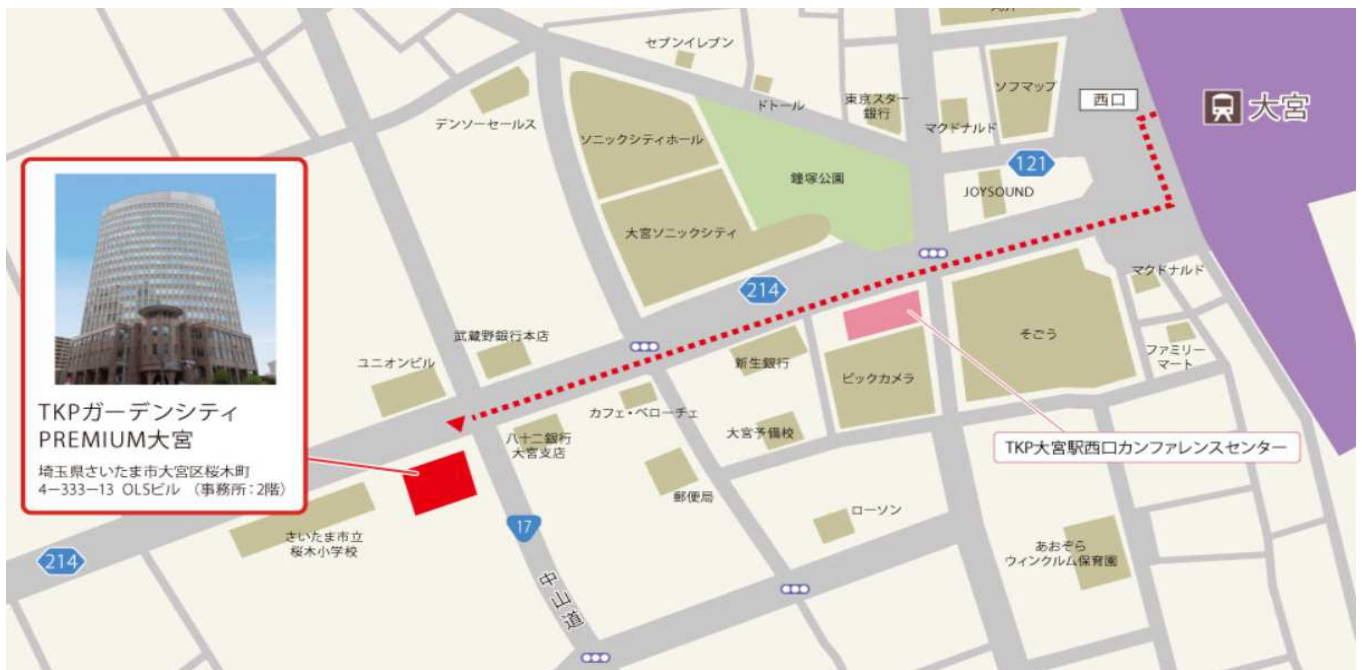 セブンイレブン
デンソーセールス
ドトール
東京スター
銀行
マクドナルド
ソフマップ
西口
大宮
ソニックシティホール
鐘塚公園
121
JOYSOUND
大宮ソニックシティ
214
マクドナルド
そごう
ファミリー
マート
武蔵野銀行本店
ユニオンビル
新生銀行
ビックカメラ
カフェ・ベローチェ
八十二銀行
大宮支店
大宮予備校
TKP大宮駅西口カンファレンスセンター
TKPガーデンシティ
PREMIUM大宮
埼玉県さいたま市大宮区桜木町
4−333−13 OLSビル （事務所：2階）
郵便局
ローソン
17
さいたま市立
桜木小学校
あおぞら
ウィンクルム保育園
214
中山道